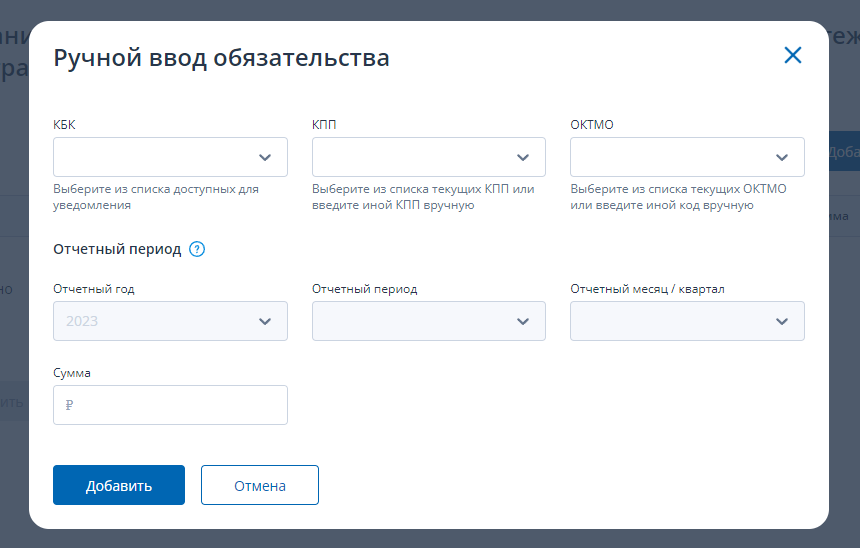 Ручной ввод обязательства
КБК
КПП
ОКТМО
Выберите из списка доступных для
уведомления
Выберите из списка текущих КПП или
введите иной КПП вручную
Выберите из списка текущих ОКТМО
или введите иной код вручную
Отчетный период ?
Отчетный год
Отчетный период
Отчетный месяц / квартал
2023
Сумма
₽
Добавить
Отмена